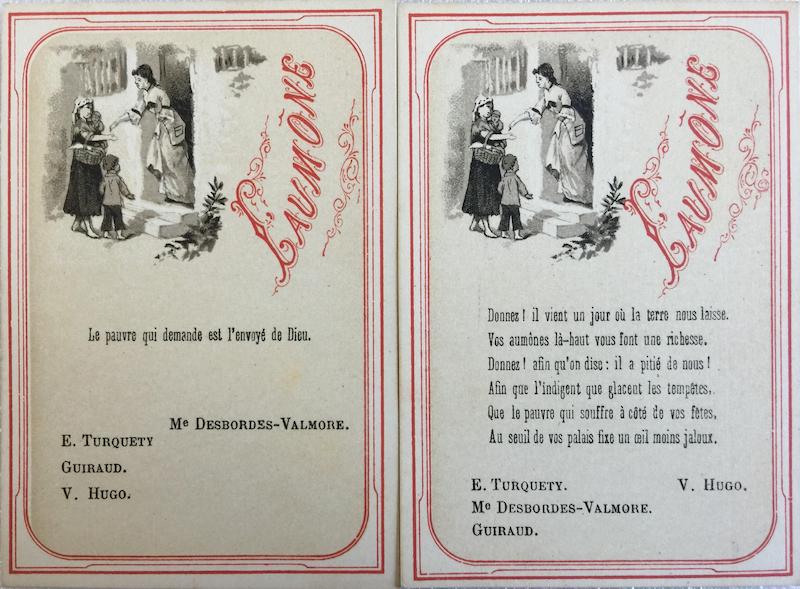 L'AUMÔNE
Le pauvre qui demande est l'envoyé de Dieu.
Me DESBORDES-VALMORE.
E. TURQUETY
GUIRAUD.
V. HUGO.
L'AUMÔNE
Donnez! il vient un jour où la terre nous laisse.
Vos aumônes là-haut vous font une richesse.
Donnez! afin qu'on dise: il a pitié de nous!
Afin que l'indigent que glacent les tempêtes,
Que le pauvre qui souffre à côté de vos fêtes,
Au seuil de vos palais fixe un œil moins jaloux.
E. TURQUETY. V. HUGO.
Me DESBORDES-VALMORE.
GUIRAUD.